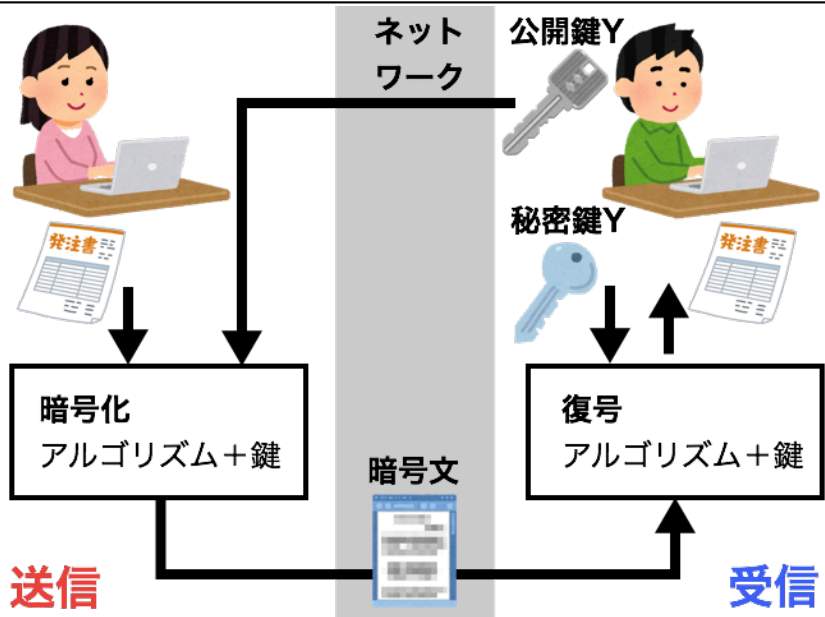 ネット
ワーク
公開鍵Y
秘密鍵Y
発注書
発注書
暗号化
アルゴリズム＋鍵
復号
アルゴリズム＋鍵
暗号文
送信
受信